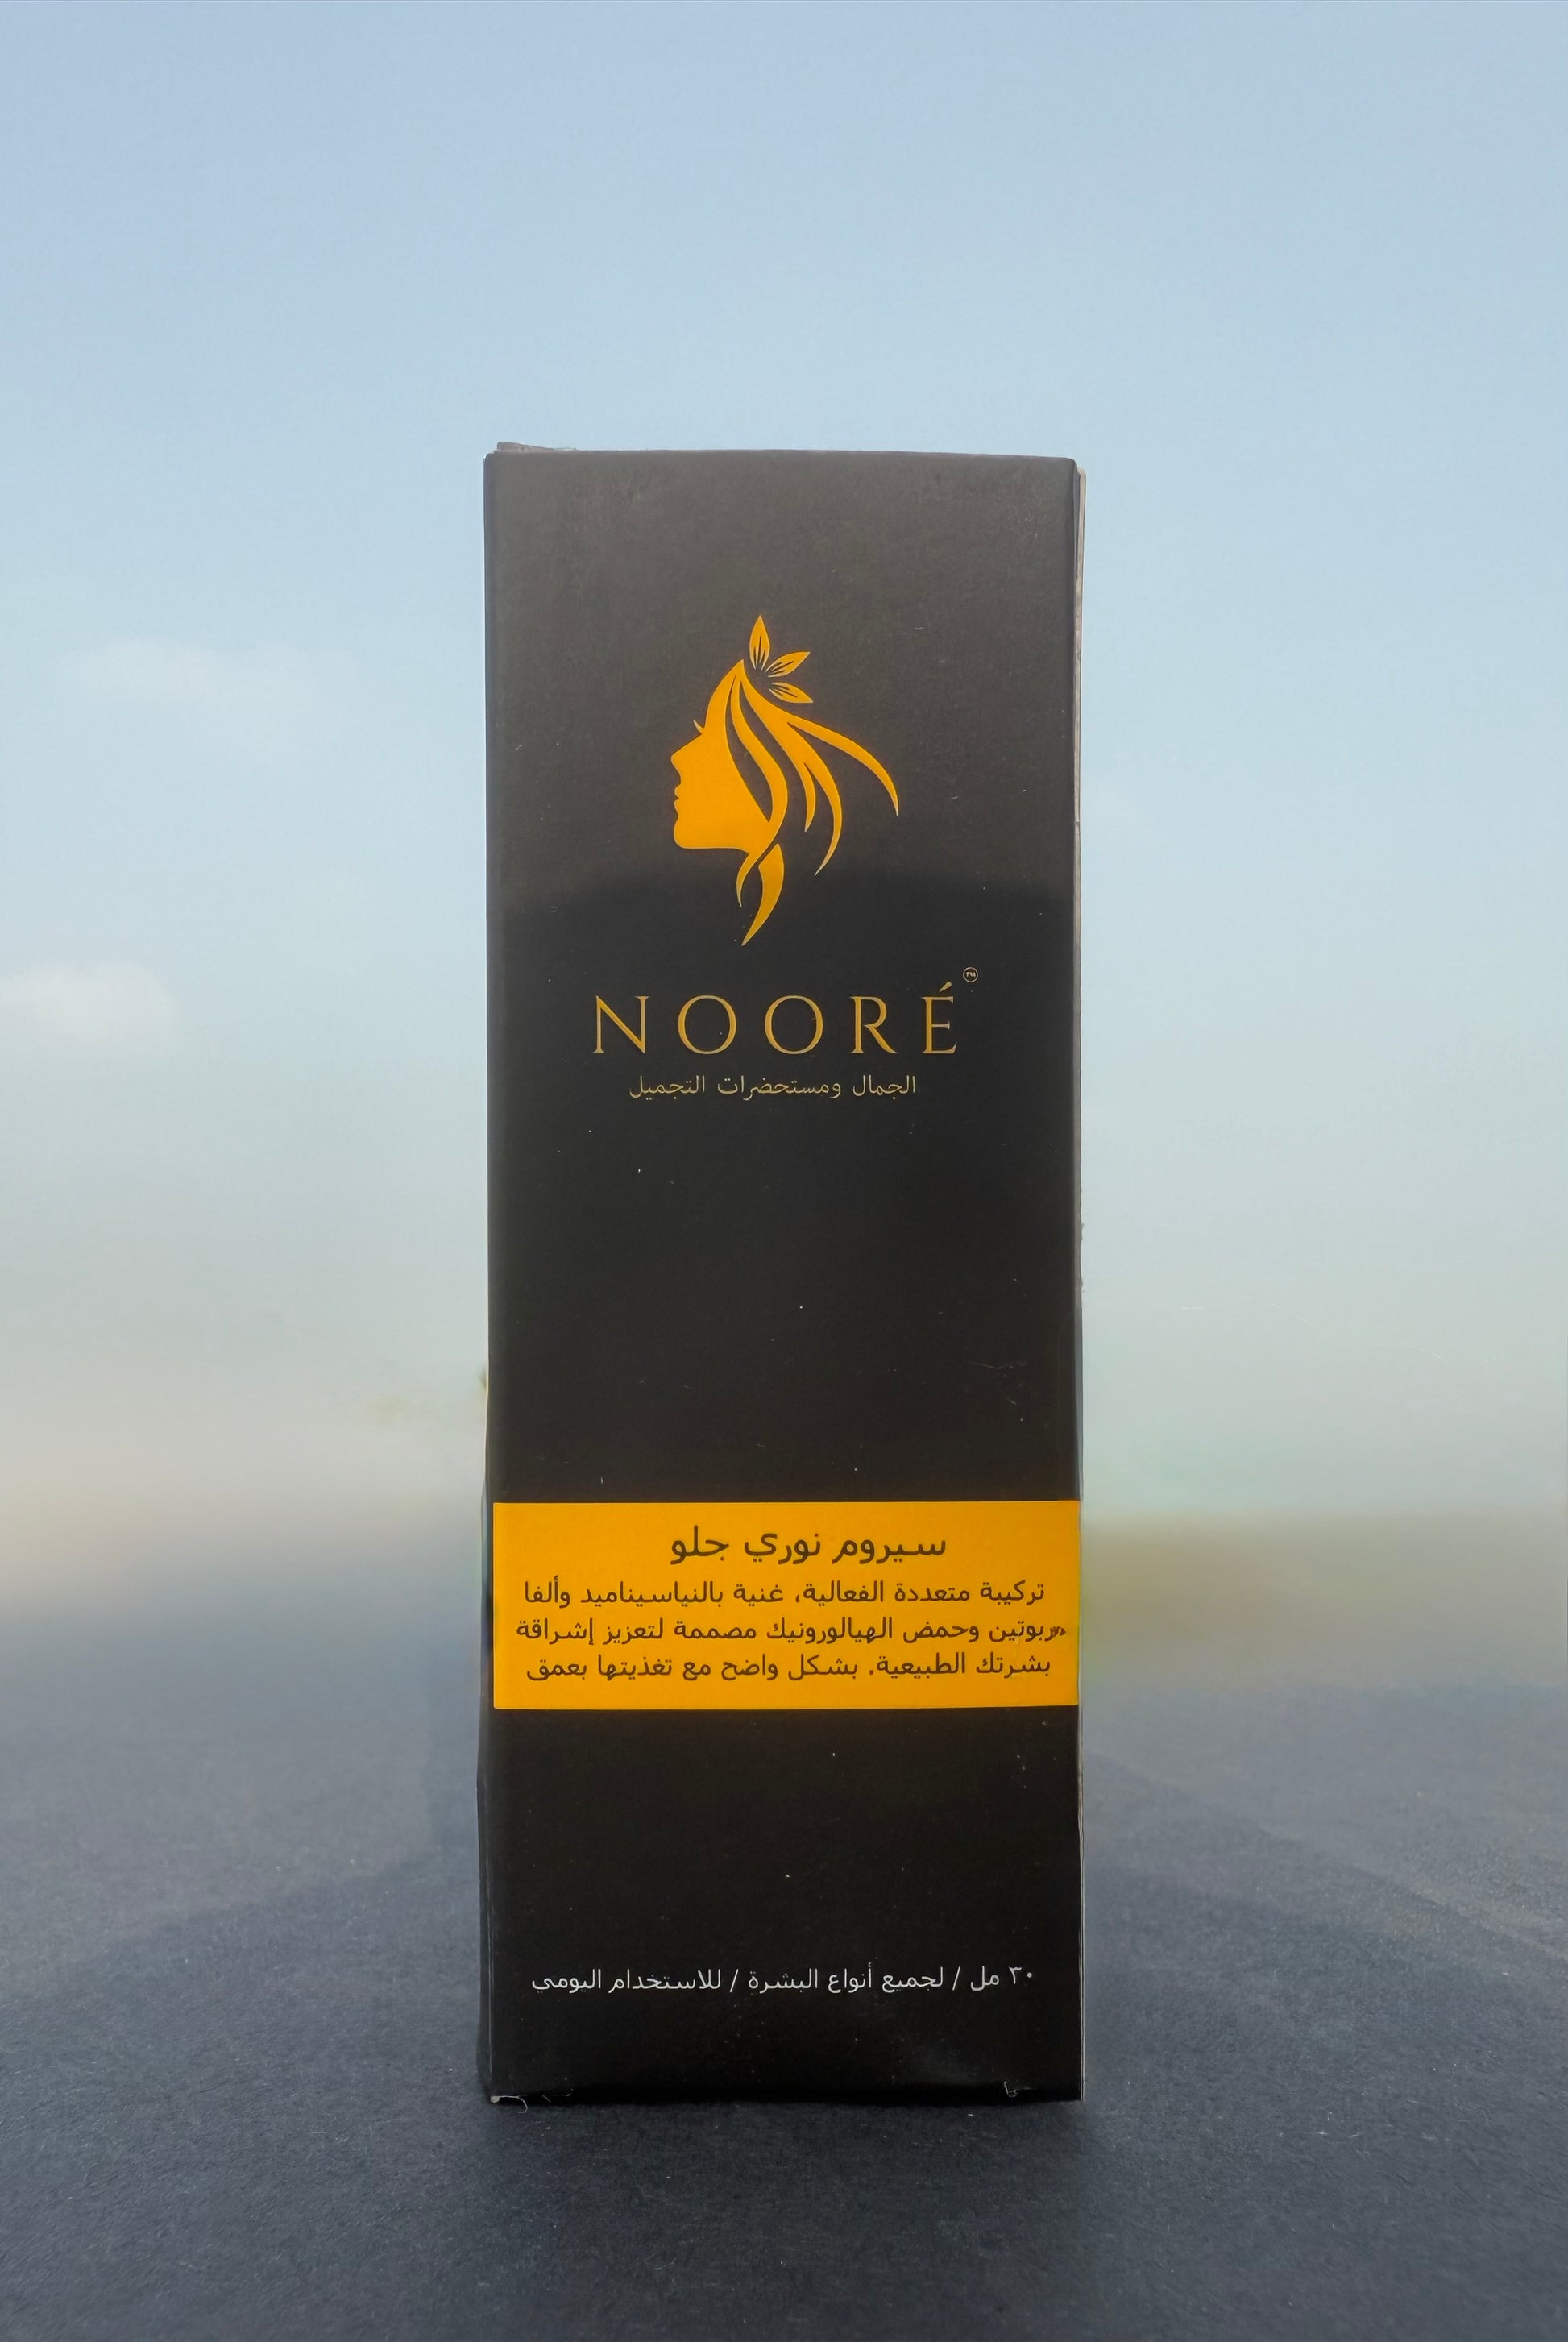 NOORÉ
الجمال ومستحضرات التجميل
سيروم نوري جلو
تركيبة متعددة الفعالية، غنية بالنياسيناميد وألفا
وحمض الهيالورونيك مصممة لتعزيز إشراقة
بشرتك الطبيعية. بشكل واضح مع تغذيتها بعمق
٣٠ مل / لجميع أنواع البشرة / للاستخدام اليومي